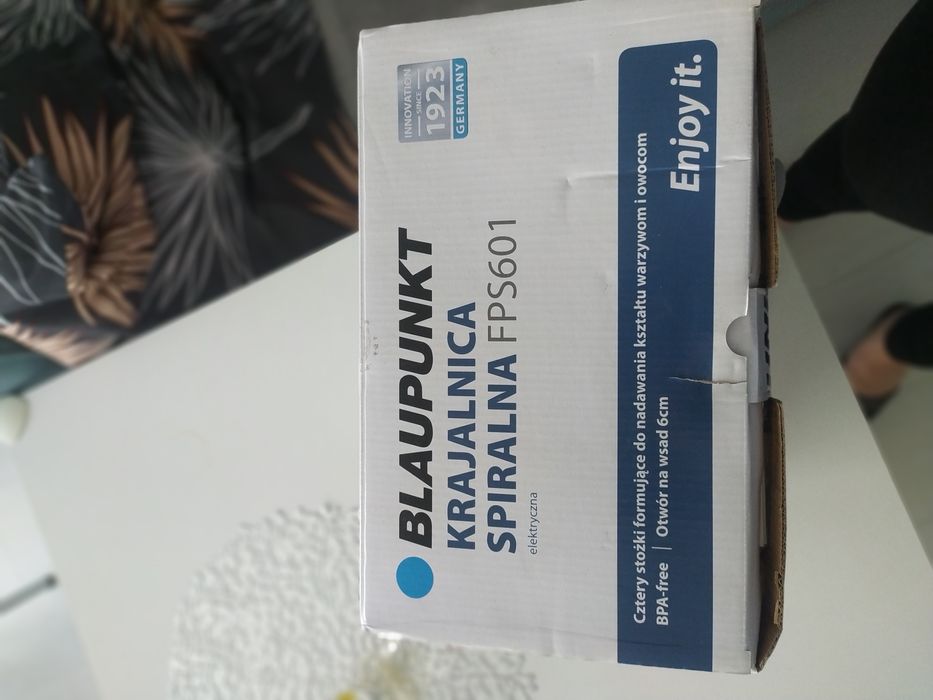 BLAUPUNKT
INNOVATION
SINCE
1923
GERMANY
KRAJALNICA
SPIRALNA FPS601
elektryczna
Cztery stożki formujące do nadawania kształtu warzywom i owocom
BPA-free | Otwór na wsad 6cm
Enjoy it.